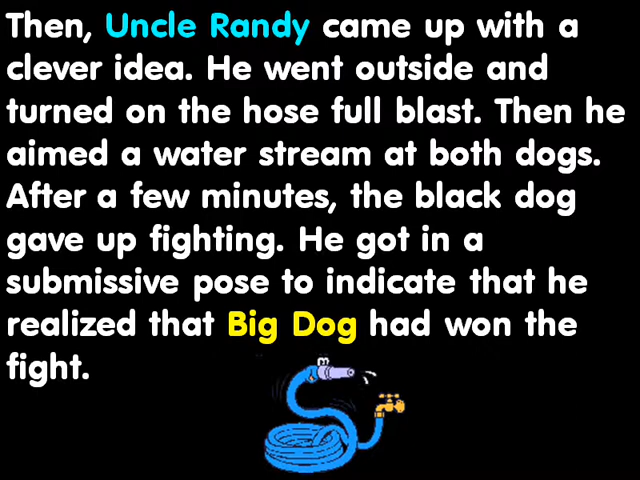 Then, Uncle Randy came up with a
clever idea. He went outside and
turned on the hose full blast. Then he
aimed a water stream at both dogs.
After a few minutes, the black dog
gave up fighting. He got in a
submissive pose to indicate that he
realized that Big Dog had won the
fight.